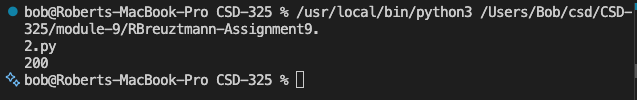 bob@Roberts-MacBook-Pro CSD-325 % /usr/local/bin/python3 /Users/Bob/csd/CSD-
325/module-9/RBreuztmann-Assignment9.
2.py
200
bob@Roberts-MacBook-Pro CSD-325 %